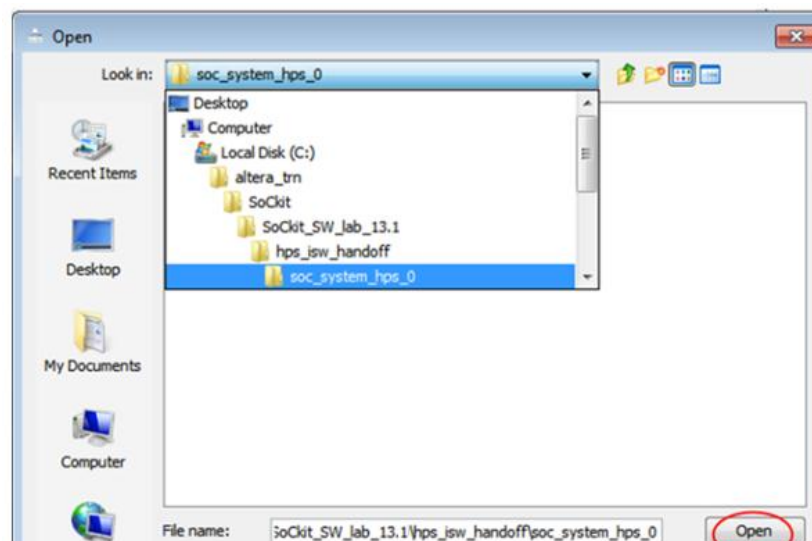 Open
Look in: soc_system_hps_0
Desktop
Computer
Local Disk (C:)
altera_trn
SoCkit
SoCkit_SW_lab_13.1
hps_isw_handoff
soc_system_hps_0
Recent Items
Desktop
My Documents
Computer
File name: SoCkit_SW_lab_13.1\hps_isw_handoff\soc_system_hps_0 Open